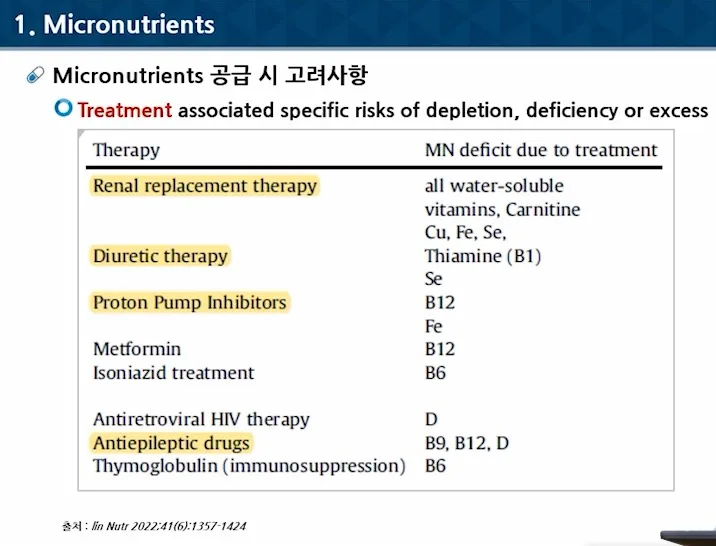 1. Micronutrients
Micronutrients 공급 시 고려사항
Treatment associated specific risks of depletion, deficiency or excess
Therapy MN deficit due to treatment
Renal replacement therapy all water-soluble
vitamins, Carnitine
Cu, Fe, Se,
Diuretic therapy Thiamine (B1)
Se
Proton Pump Inhibitors B12
Fe
Metformin B12
Isoniazid treatment B6
Antiretroviral HIV therapy D
Antiepileptic drugs B9, B12, D
Thymoglobulin (immunosuppression) B6
출처 : lin Nutr 2022;41(6):1357-1424